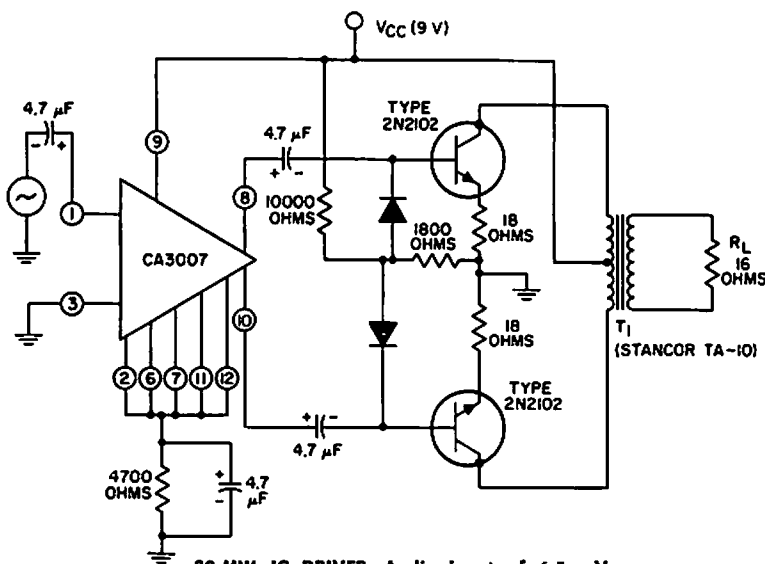 VCC (9 V)
4.7 μF
- +
9
TYPE
2N2102
4.7 μF
+ -
8
1
10000
OHMS
18
OHMS
1800
OHMS
CA3007
RL
16
OHMS
3
10
18
OHMS
T1
(STANCOR TA-10)
2 6 7 11 12
TYPE
2N2102
+ -
4.7 μF
4700
OHMS
+
-
4.7
μF